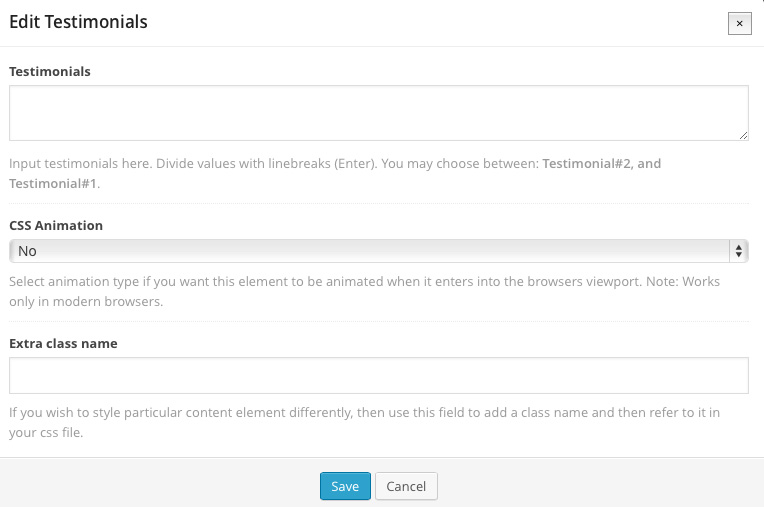 Edit Testimonials
×
Testimonials
Input testimonials here. Divide values with linebreaks (Enter). You may choose between: Testimonial#2, and
Testimonial#1.
CSS Animation
No
Select animation type if you want this element to be animated when it enters into the browsers viewport. Note: Works
only in modern browsers.
Extra class name
If you wish to style particular content element differently, then use this field to add a class name and then refer to it in
your css file.
Save Cancel